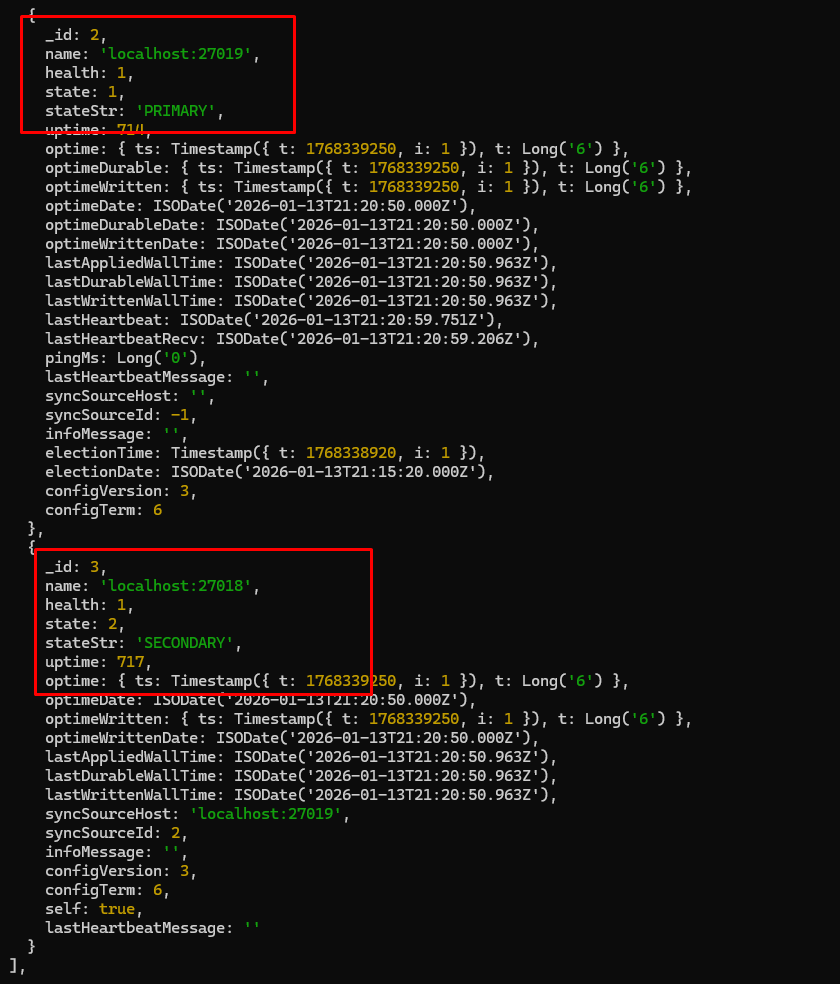 {
_id: 2,
name: 'localhost:27019',
health: 1,
state: 1,
stateStr: 'PRIMARY',
uptime: 714,
optime: { ts: Timestamp({ t: 1768339250, i: 1 }), t: Long('6') },
optimeDurable: { ts: Timestamp({ t: 1768339250, i: 1 }), t: Long('6') },
optimeWritten: { ts: Timestamp({ t: 1768339250, i: 1 }), t: Long('6') },
optimeDate: ISODate('2026-01-13T21:20:50.000Z'),
optimeDurableDate: ISODate('2026-01-13T21:20:50.000Z'),
optimeWrittenDate: ISODate('2026-01-13T21:20:50.000Z'),
lastAppliedWallTime: ISODate('2026-01-13T21:20:50.963Z'),
lastDurableWallTime: ISODate('2026-01-13T21:20:50.963Z'),
lastWrittenWallTime: ISODate('2026-01-13T21:20:50.963Z'),
lastHeartbeat: ISODate('2026-01-13T21:20:59.751Z'),
lastHeartbeatRecv: ISODate('2026-01-13T21:20:59.206Z'),
pingMs: Long('0'),
lastHeartbeatMessage: '',
syncSourceHost: '',
syncSourceId: -1,
infoMessage: '',
electionTime: Timestamp({ t: 1768338920, i: 1 }),
electionDate: ISODate('2026-01-13T21:15:20.000Z'),
configVersion: 3,
configTerm: 6
},
{
_id: 3,
name: 'localhost:27018',
health: 1,
state: 2,
stateStr: 'SECONDARY',
uptime: 717,
optime: { ts: Timestamp({ t: 1768339250, i: 1 }), t: Long('6') },
optimeDate: ISODate('2026-01-13T21:20:50.000Z'),
optimeWritten: { ts: Timestamp({ t: 1768339250, i: 1 }), t: Long('6') },
optimeWrittenDate: ISODate('2026-01-13T21:20:50.000Z'),
lastAppliedWallTime: ISODate('2026-01-13T21:20:50.963Z'),
lastDurableWallTime: ISODate('2026-01-13T21:20:50.963Z'),
lastWrittenWallTime: ISODate('2026-01-13T21:20:50.963Z'),
syncSourceHost: 'localhost:27019',
syncSourceId: 2,
infoMessage: '',
configVersion: 3,
configTerm: 6,
self: true,
lastHeartbeatMessage: ''
}
],